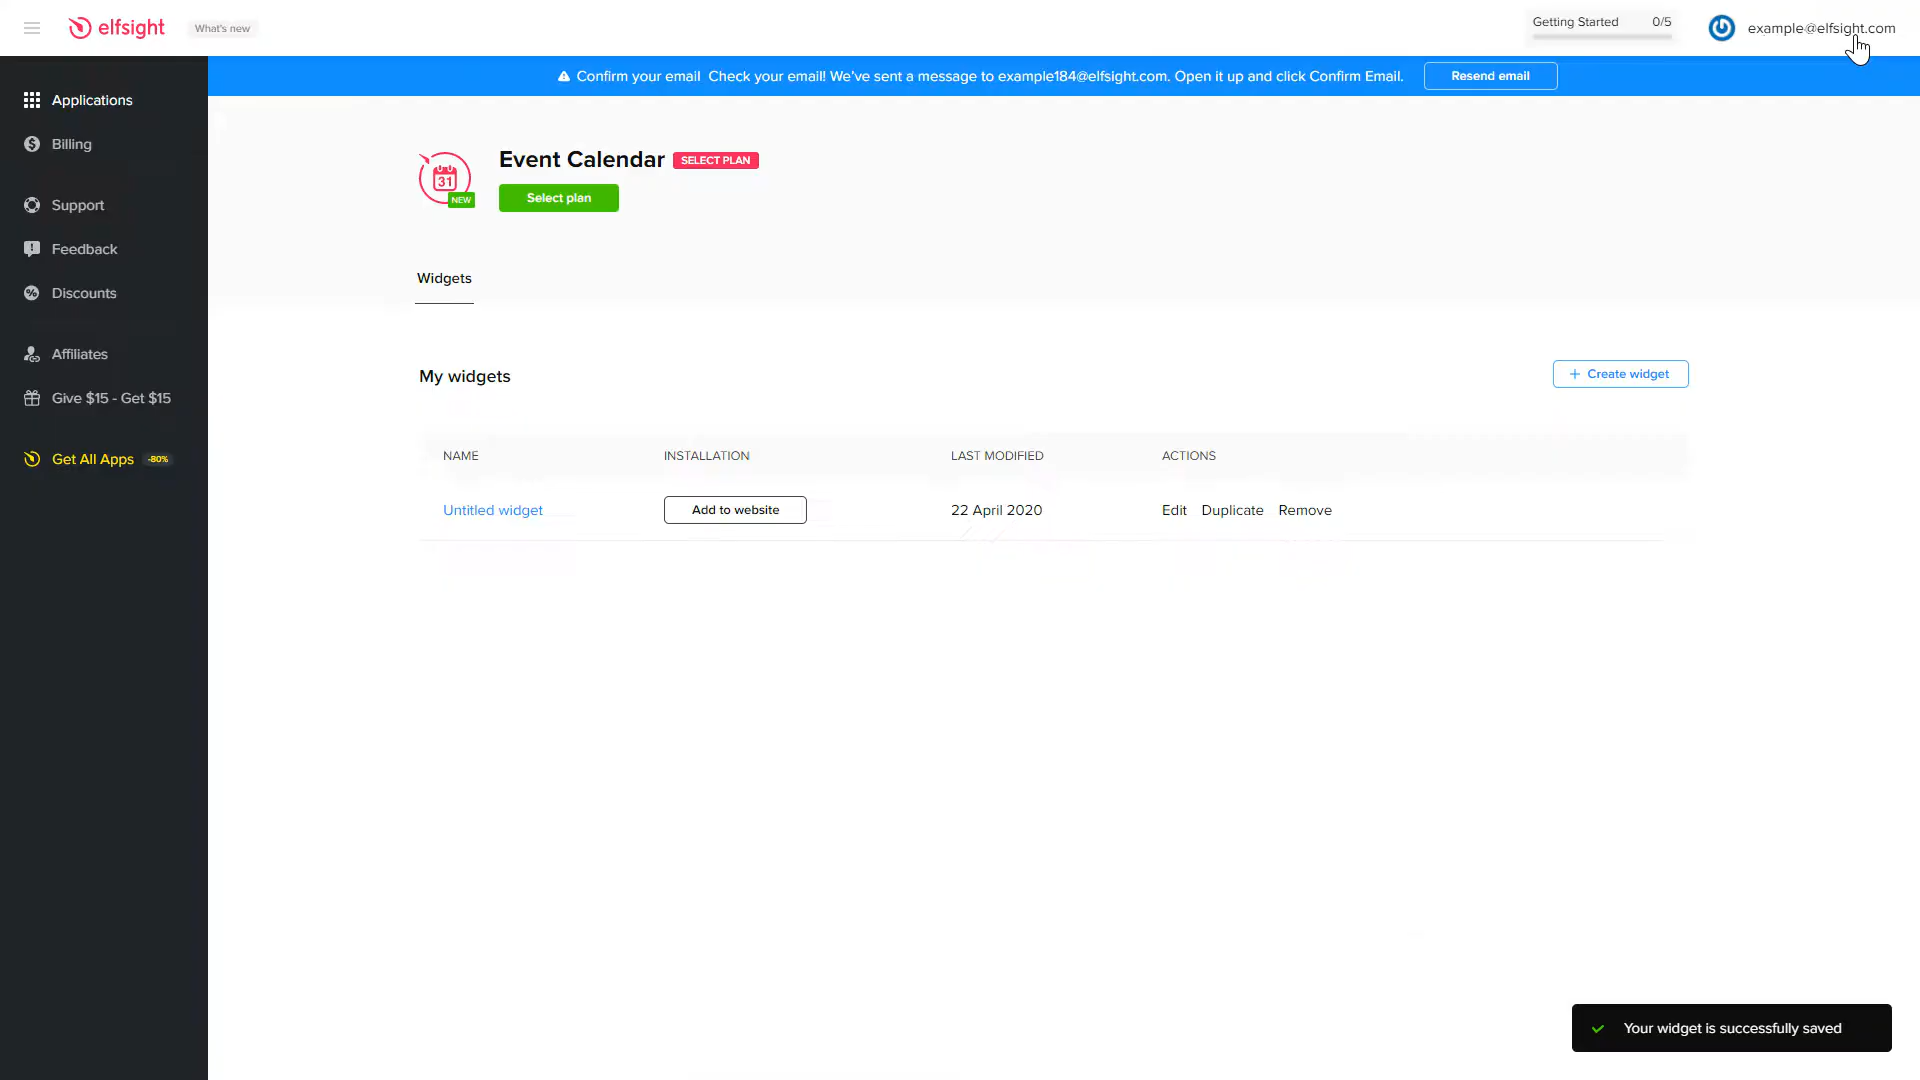 elfsight
What's new
Getting Started 0/5
example@elfsight.com
Confirm your email Check your email! We've sent a message to example184@elfsight.com. Open it up and click Confirm Email.
Resend email
Applications
Billing
Support
Feedback
Discounts
Affiliates
Give $15 - Get $15
Get All Apps -80%
31
NEW
Event Calendar SELECT PLAN
Select plan
Widgets
My widgets
+ Create widget
NAME INSTALLATION LAST MODIFIED ACTIONS
Untitled widget Add to website 22 April 2020 Edit Duplicate Remove
Your widget is successfully saved